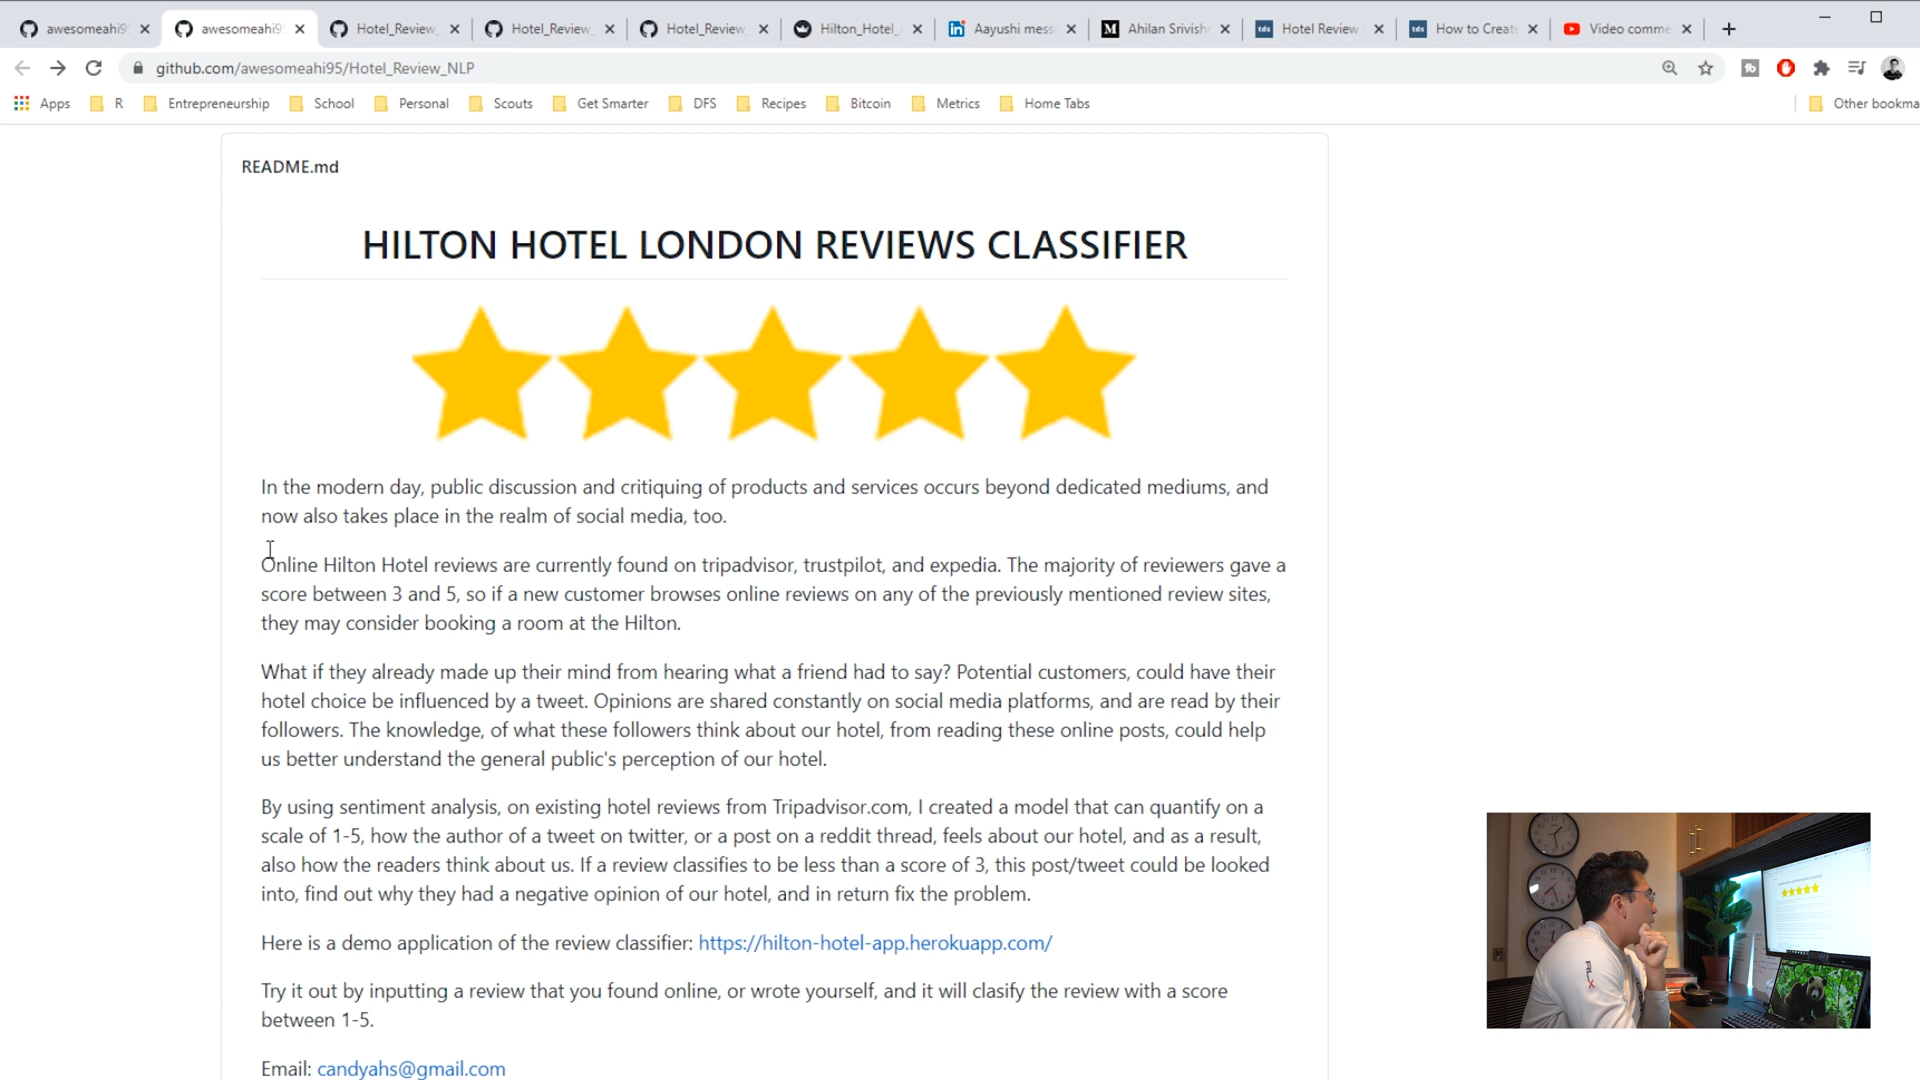 awesomeahi9
awesomeahi9
Hotel_Review_
Hotel_Review_
Hotel_Review_
Hilton_Hotel_
Aayushi mess
Ahilan Srivish
Hotel Review
How to Create
Video comme
github.com/awesomeahi95/Hotel_Review_NLP
Apps R Entrepreneurship School Personal Scouts Get Smarter DFS Recipes Bitcoin Metrics Home Tabs Other bookma
README.md
HILTON HOTEL LONDON REVIEWS CLASSIFIER
In the modern day, public discussion and critiquing of products and services occurs beyond dedicated mediums, and
now also takes place in the realm of social media, too.
Online Hilton Hotel reviews are currently found on tripadvisor, trustpilot, and expedia. The majority of reviewers gave a
score between 3 and 5, so if a new customer browses online reviews on any of the previously mentioned review sites,
they may consider booking a room at the Hilton.
What if they already made up their mind from hearing what a friend had to say? Potential customers, could have their
hotel choice be influenced by a tweet. Opinions are shared constantly on social media platforms, and are read by their
followers. The knowledge, of what these followers think about our hotel, from reading these online posts, could help
us better understand the general public's perception of our hotel.
By using sentiment analysis, on existing hotel reviews from Tripadvisor.com, I created a model that can quantify on a
scale of 1-5, how the author of a tweet on twitter, or a post on a reddit thread, feels about our hotel, and as a result,
also how the readers think about us. If a review classifies to be less than a score of 3, this post/tweet could be looked
into, find out why they had a negative opinion of our hotel, and in return fix the problem.
Here is a demo application of the review classifier: https://hilton-hotel-app.herokuapp.com/
Try it out by inputting a review that you found online, or wrote yourself, and it will clasify the review with a score
between 1-5.
Email: candyahs@gmail.com
RLX